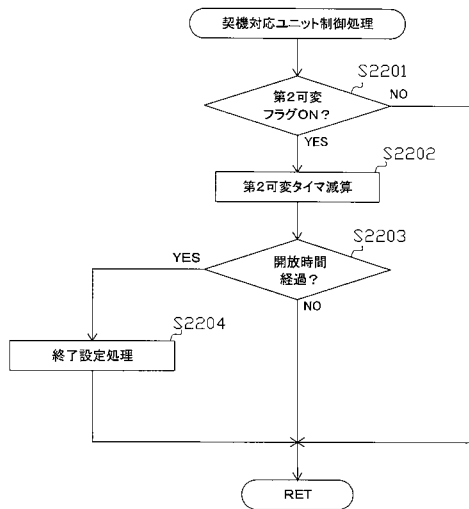 契機対応ユニット制御処理
S2201
第2可変
フラグON?
NO
YES
S2202
第2可変タイマ減算
S2203
YES
開放時間
経過?
NO
S2204
終了設定処理
RET